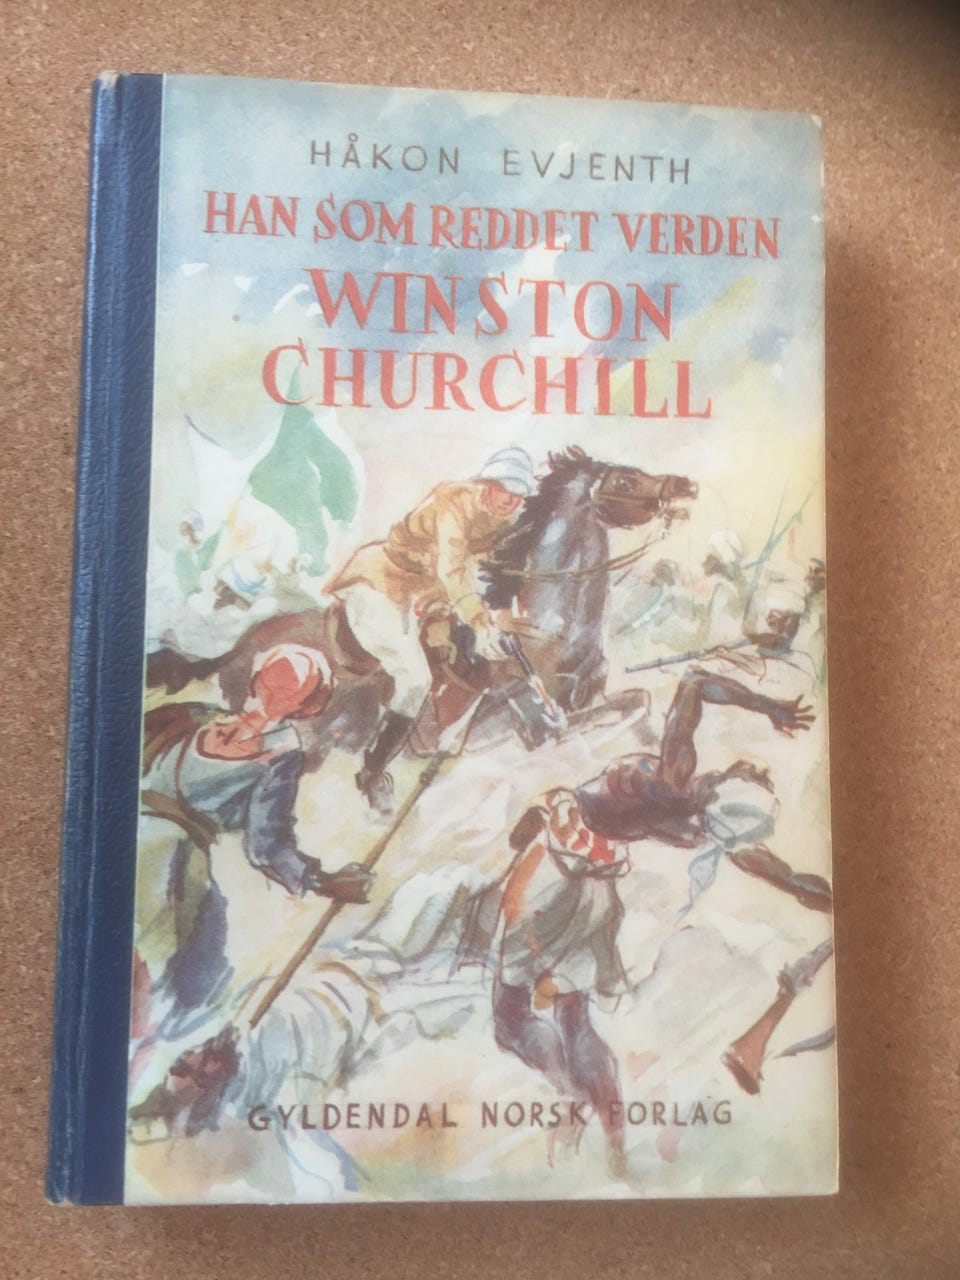 HÅKON EVJENTH
HAN SOM REDDET VERDEN
WINSTON
CHURCHILL
GYLDENDAL NORSK FORLAG